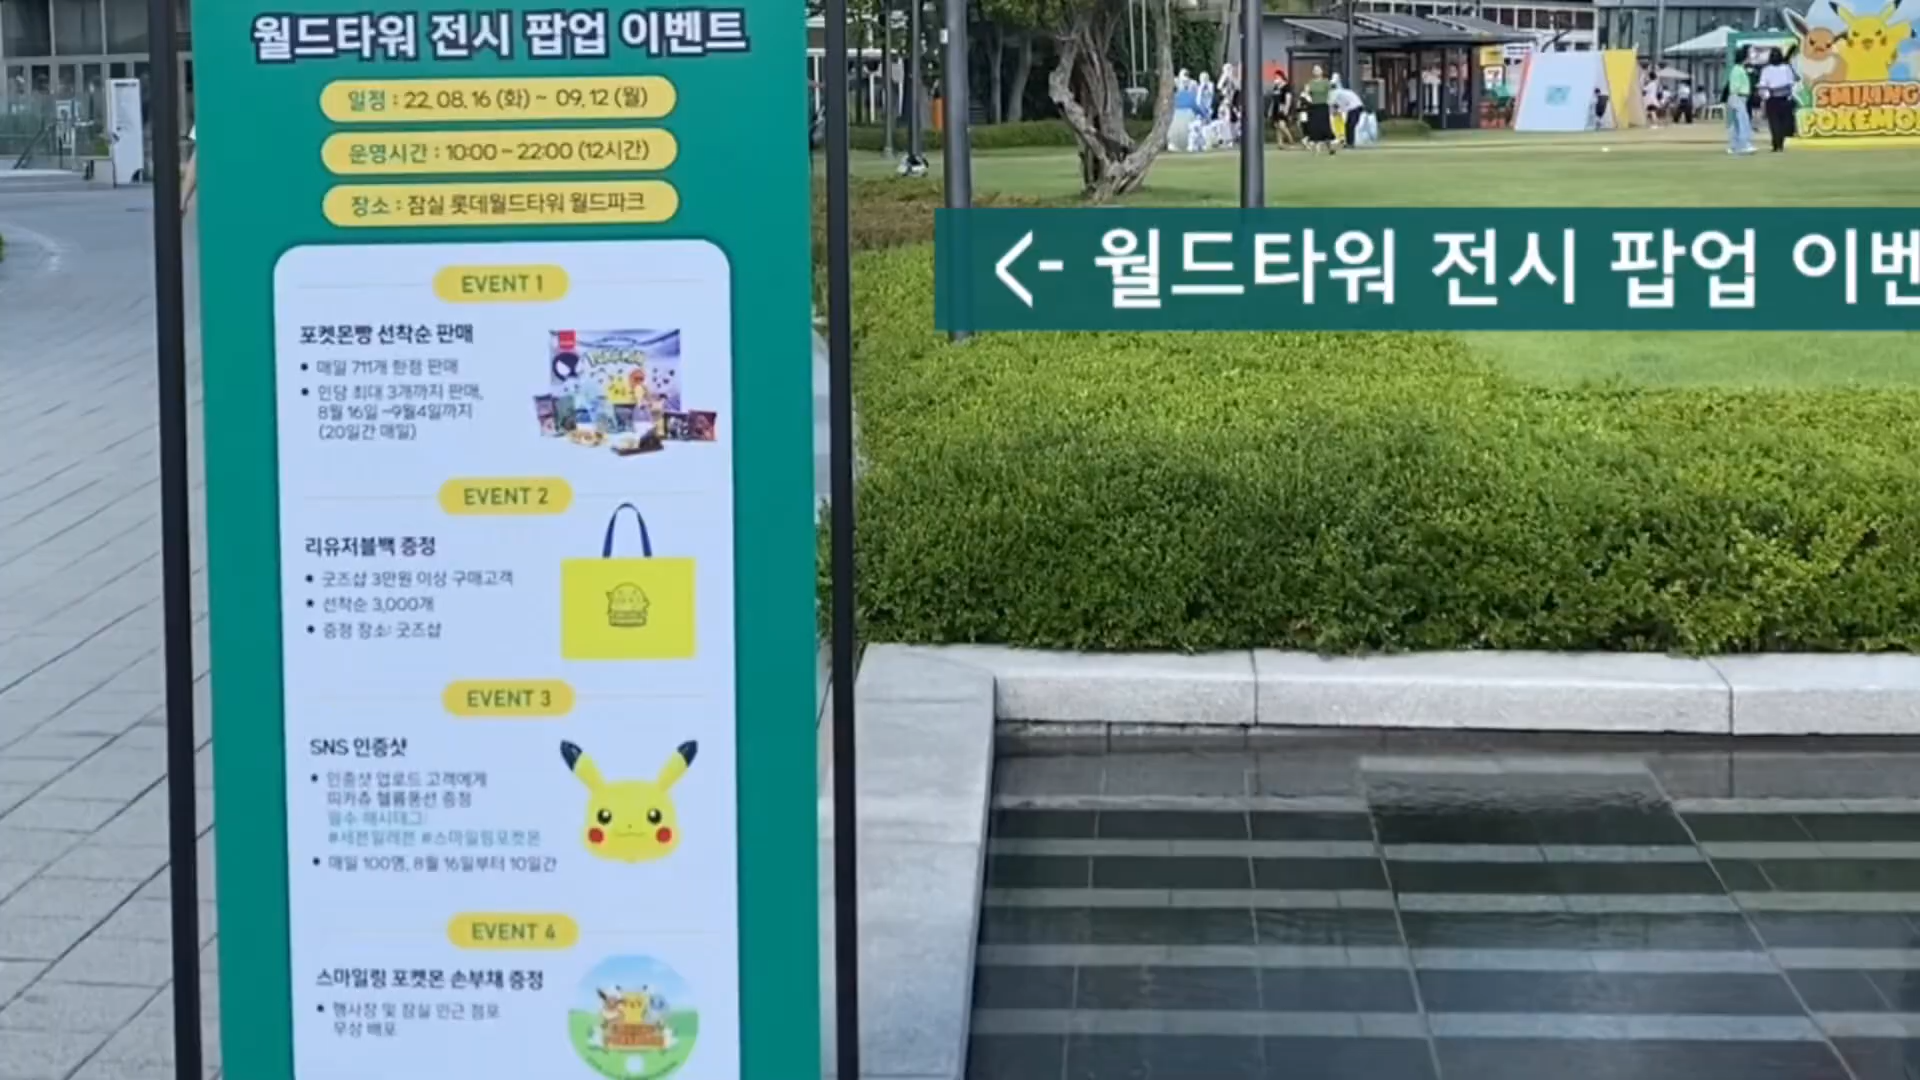 월드타워 전시 팝업 이벤트
일정 : 22. 08. 16 (화) ~ 09. 12 (월)
운영시간 : 10:00 ~ 22:00 (12시간)
장소 : 잠실 롯데월드타워 월드파크
EVENT 1
포켓몬빵 선착순 판매
• 매일 711개 한정 판매
• 인당 최대 3개까지 판매,
8월 16일 ~9월4일까지
(20일간 매일)
EVENT 2
리유저블백 증정
• 굿즈샵 3만원 이상 구매고객
• 선착순 3,000개
• 증정 장소: 굿즈샵
EVENT 3
SNS 인증샷
• 인증샷 업로드 고객에게
피카츄 헬륨풍선 증정
필수 해시태그:
#세븐일레븐 #스마일링포켓몬
• 매일 100명, 8월 16일부터 10일간
EVENT 4
스마일링 포켓몬 손부채 증정
• 행사장 및 잠실 인근 점포
무상 배포
<- 월드타워 전시 팝업 이벤
SMILING
POKEMON